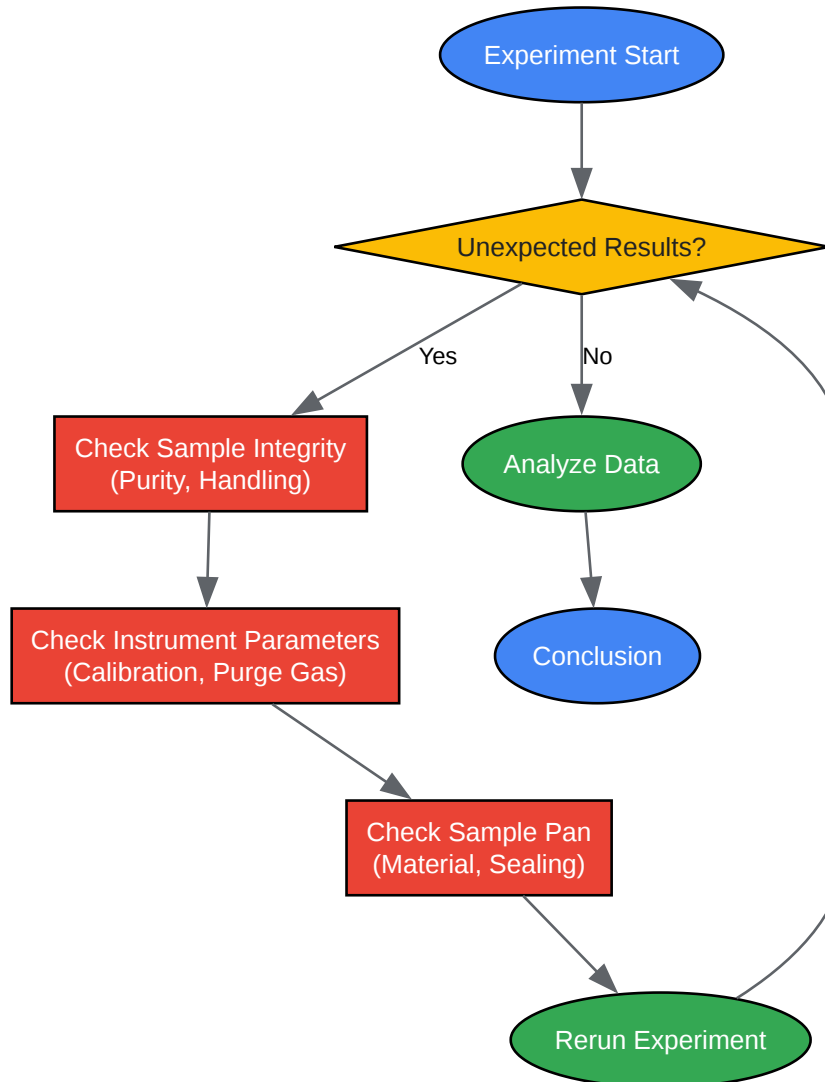 Experiment Start
Unexpected Results?
Yes
No
Check Sample Integrity
(Purity, Handling)
Analyze Data
Check Instrument Parameters
(Calibration, Purge Gas)
Conclusion
Check Sample Pan
(Material, Sealing)
Rerun Experiment